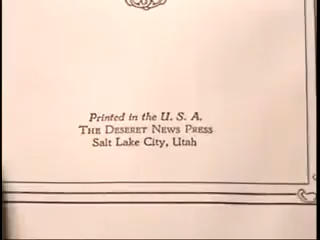 Printed in the U. S. A.
THE DESERET NEWS PRESS
Salt Lake City, Utah